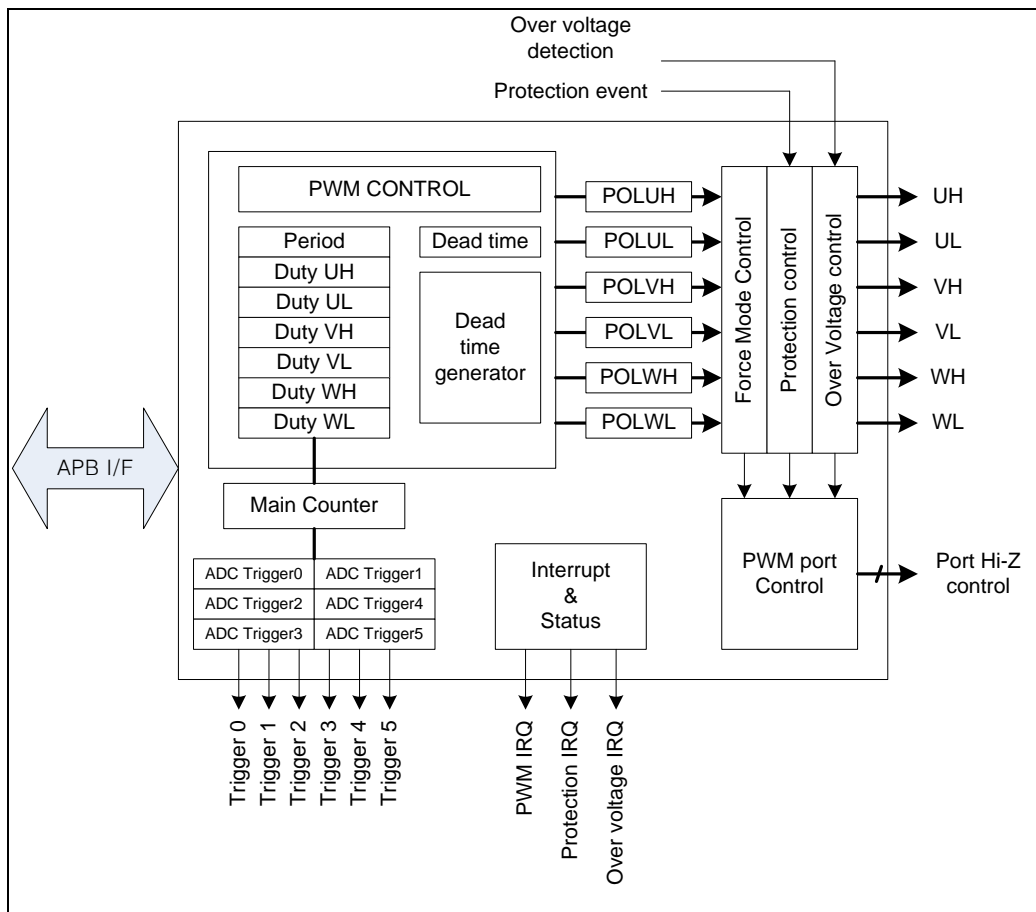 Over voltage
detection
Protection event
PWM CONTROL
Period
Duty UH
Duty UL
Duty VH
Duty VL
Duty WH
Duty WL
Dead time
Dead
time
generator
POLUH
POLUL
POLVH
POLVL
POLWH
POLWL
Force Mode Control
Protection control
Over Voltage control
UH
UL
VH
VL
WH
WL
APB I/F
Main Counter
ADC Trigger0
ADC Trigger1
ADC Trigger2
ADC Trigger4
ADC Trigger3
ADC Trigger5
Interrupt
&
Status
PWM port
Control
Port Hi-Z
control
Trigger 0
Trigger 1
Trigger 2
Trigger 3
Trigger 4
Trigger 5
PWM IRQ
Protection IRQ
Over voltage IRQ